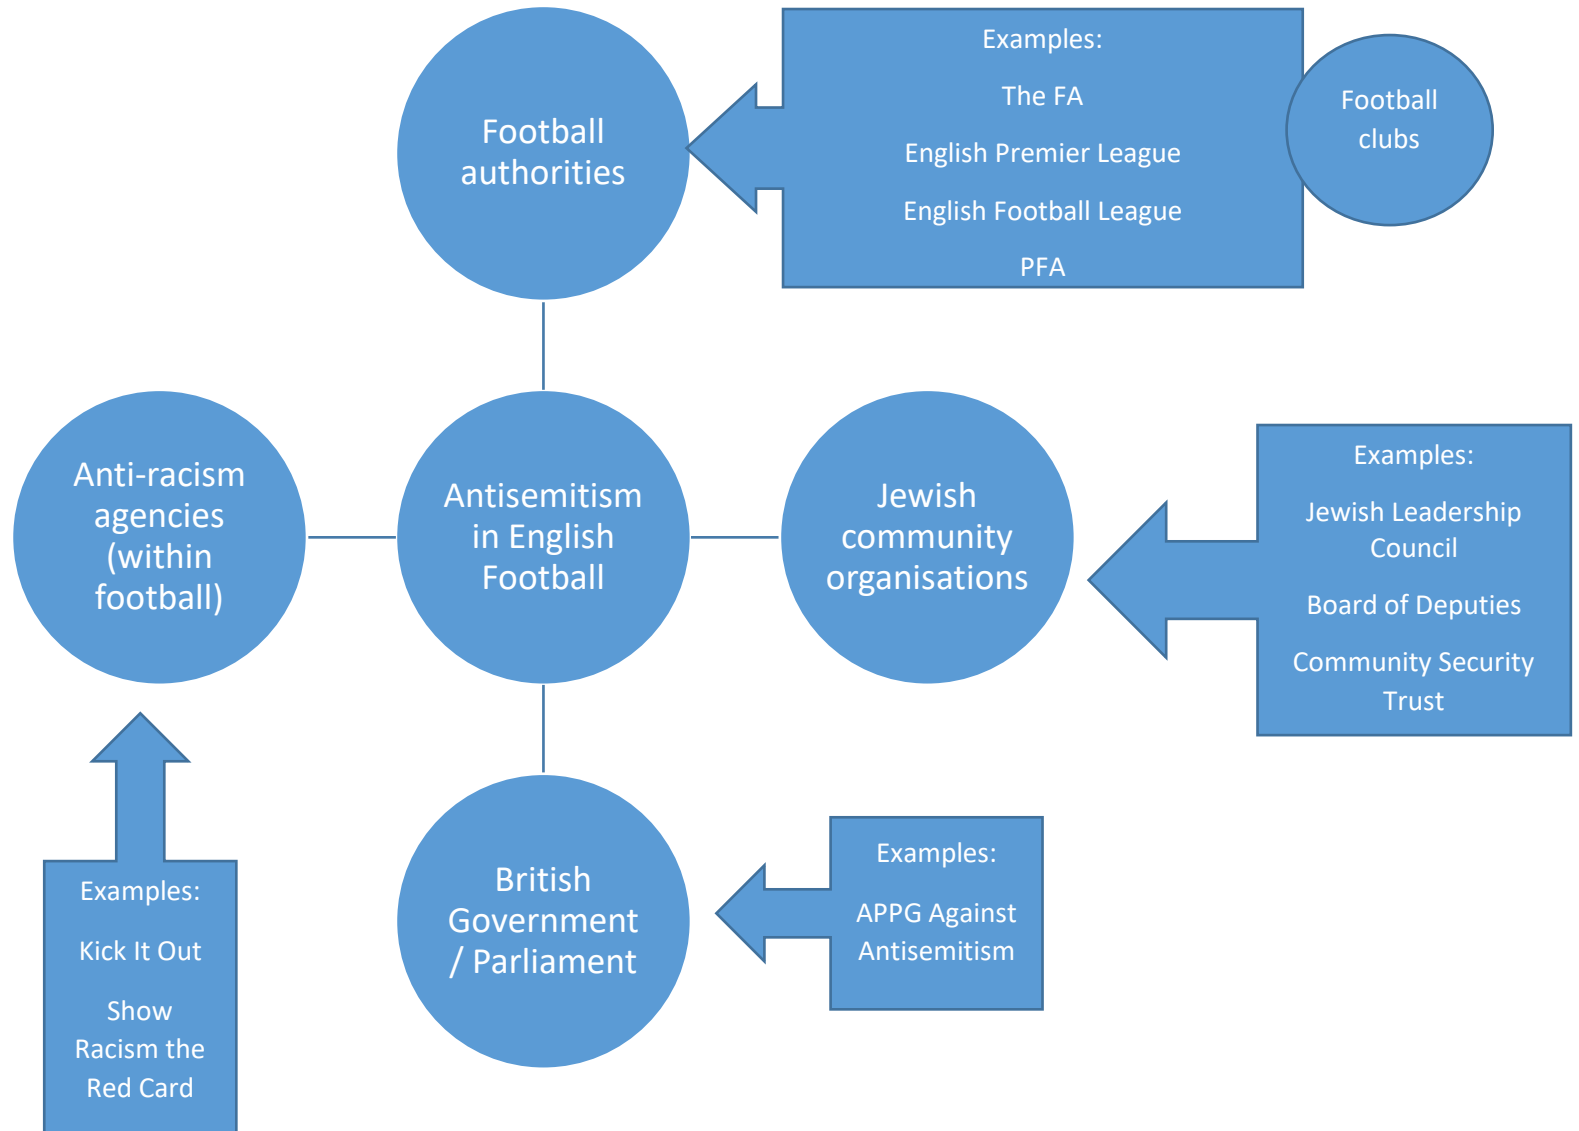 Football
authorities
Examples:
The FA
English Premier League
English Football League
PFA
Football
clubs
Anti-racism
agencies
(within
football)
Antisemitism
in English
Football
Jewish
community
organisations
Examples:
Jewish Leadership
Council
Board of Deputies
Community Security
Trust
Examples:
Kick It Out
Show
Racism the
Red Card
British
Government
/ Parliament
Examples:
APPG Against
Antisemitism